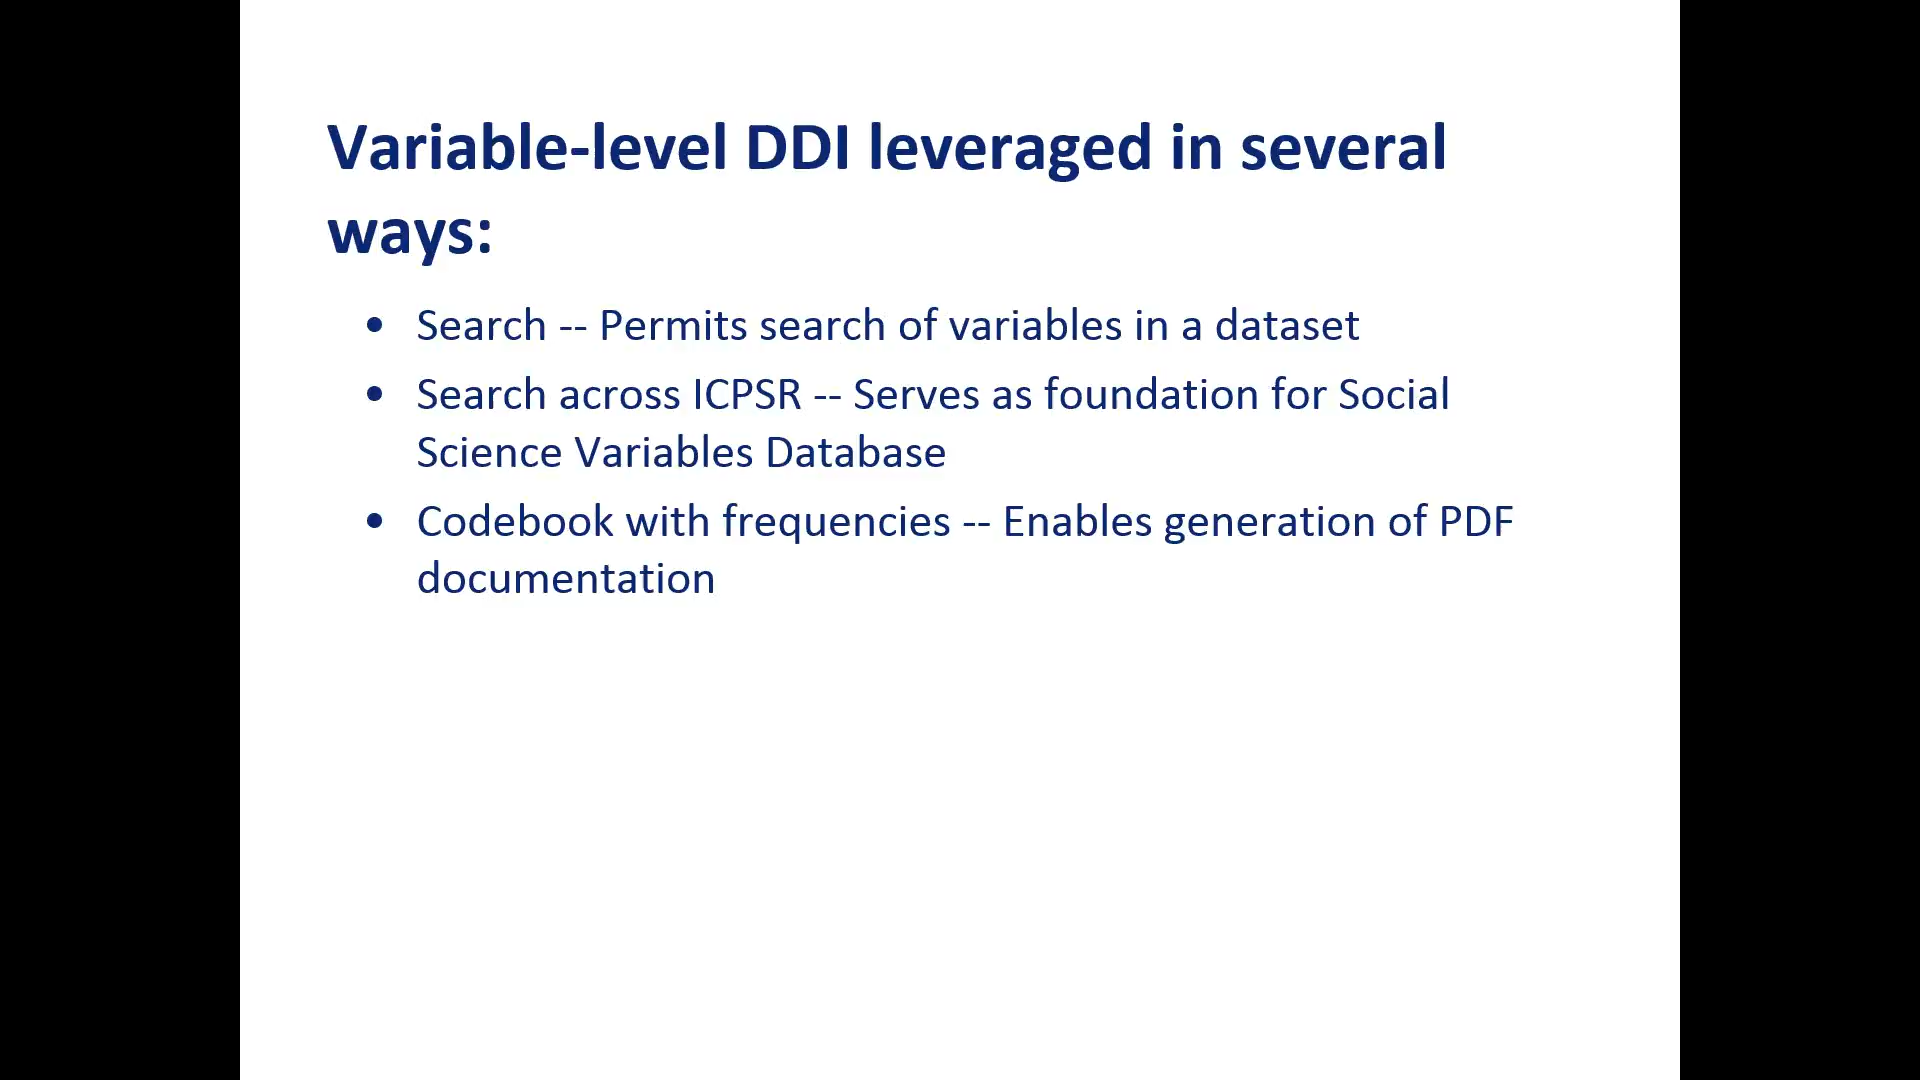 Variable-level DDI leveraged in several
ways:
• Search -- Permits search of variables in a dataset
• Search across ICPSR -- Serves as foundation for Social
Science Variables Database
• Codebook with frequencies -- Enables generation of PDF
documentation